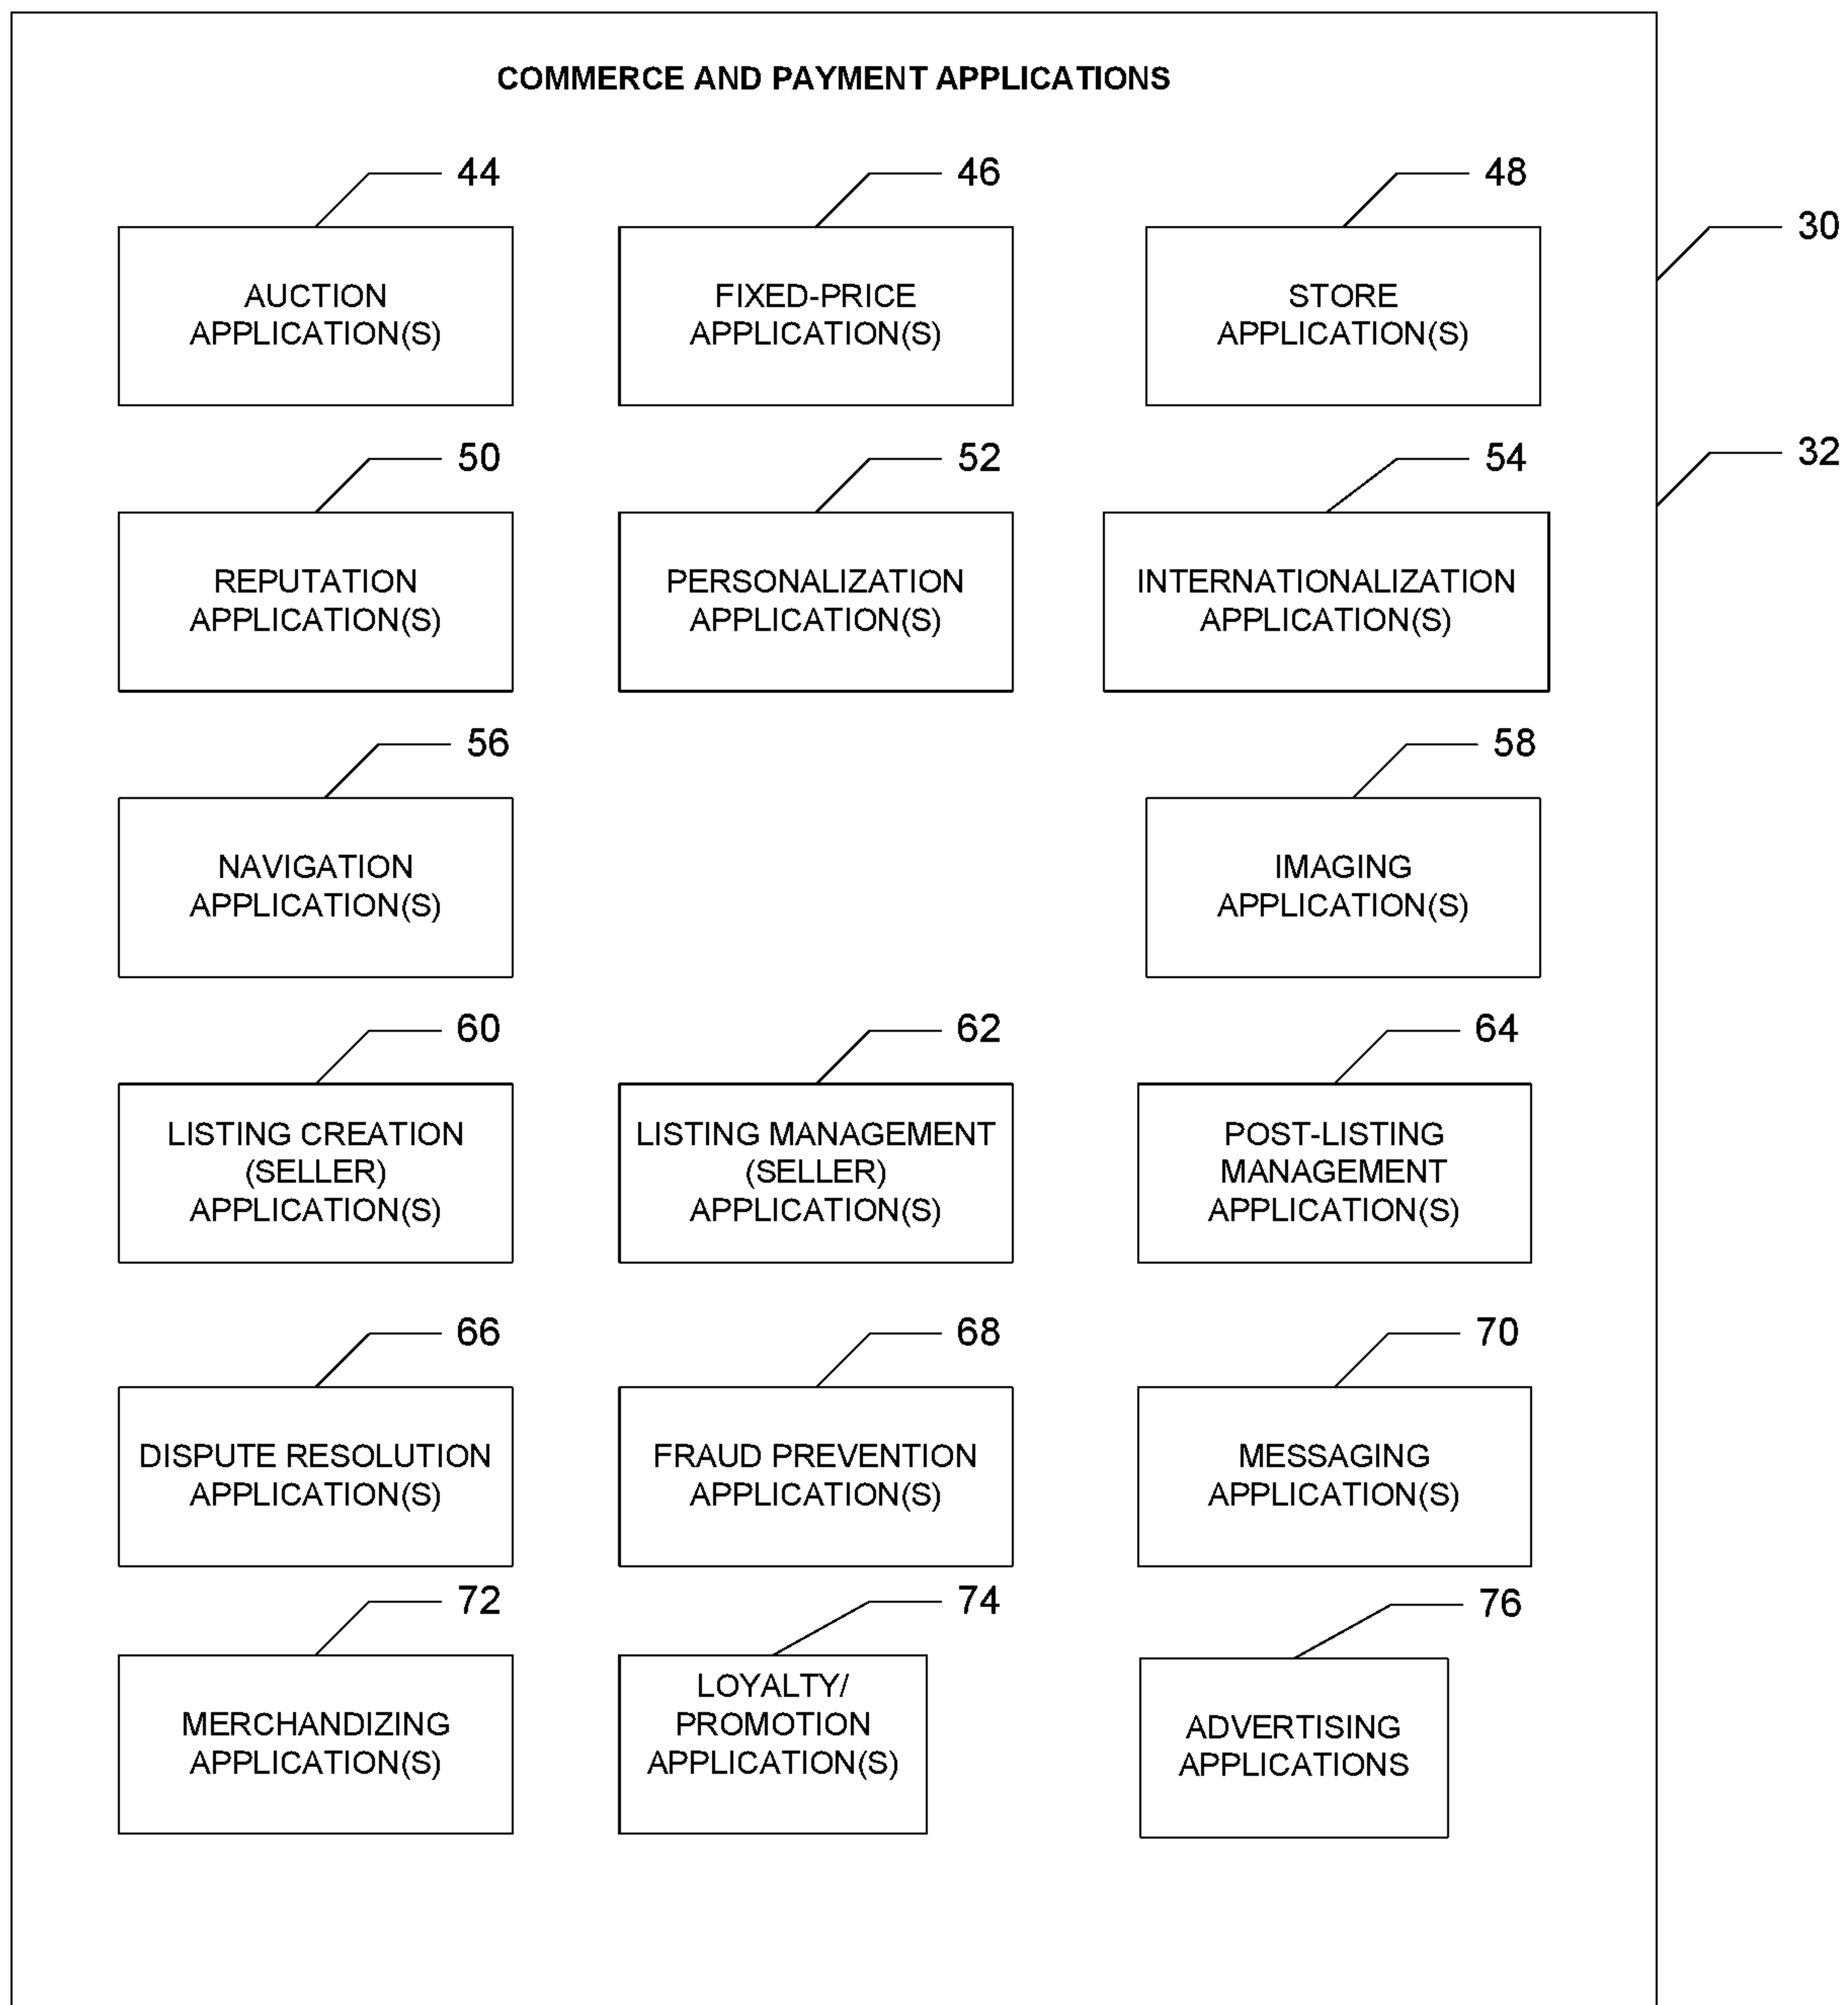 COMMERCE AND PAYMENT APPLICATIONS
44
46
48
30
AUCTION
APPLICATION(S)
FIXED-PRICE
APPLICATION(S)
STORE
APPLICATION(S)
50
52
54
32
REPUTATION
APPLICATION(S)
PERSONALIZATION
APPLICATION(S)
INTERNATIONALIZATION
APPLICATION(S)
56
58
NAVIGATION
APPLICATION(S)
IMAGING
APPLICATION(S)
60
62
64
LISTING CREATION
(SELLER)
APPLICATION(S)
LISTING MANAGEMENT
(SELLER)
APPLICATION(S)
POST-LISTING
MANAGEMENT
APPLICATION(S)
66
68
70
DISPUTE RESOLUTION
APPLICATION(S)
FRAUD PREVENTION
APPLICATION(S)
MESSAGING
APPLICATION(S)
72
74
76
MERCHANDIZING
APPLICATION(S)
LOYALTY/
PROMOTION
APPLICATION(S)
ADVERTISING
APPLICATIONS